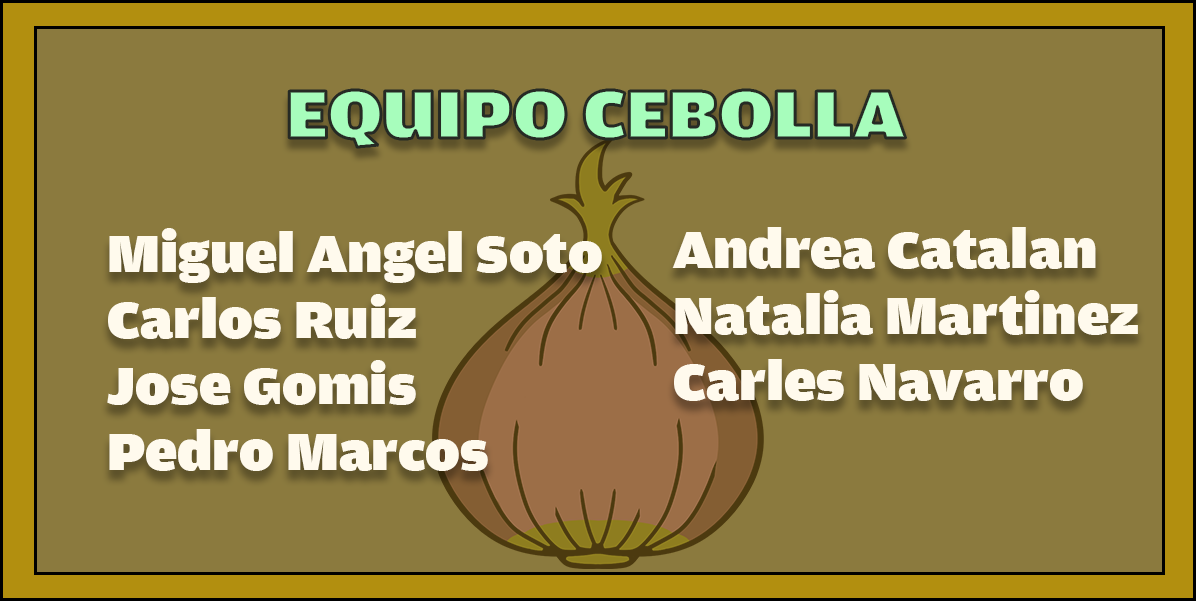 EQUIPO CEBOLLA
Miguel Angel Soto
Carlos Ruiz
Jose Gomis
Pedro Marcos
Andrea Catalan
Natalia Martinez
Carles Navarro